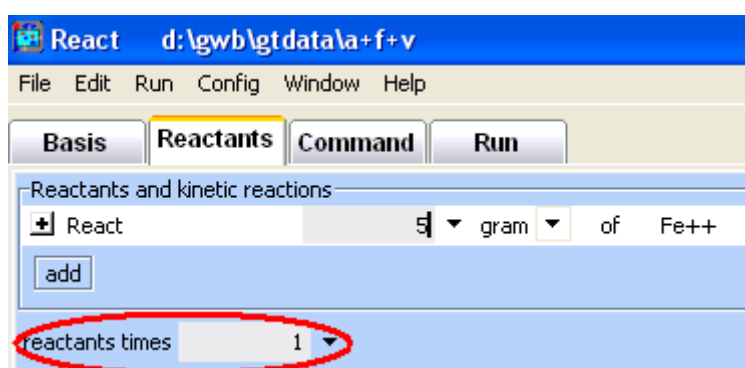 React d:\gwb\gtdata\a+f+v
File Edit Run Config Window Help
Basis Reactants Command Run
Reactants and kinetic reactions
+ React 5 gram of Fe++
add
reactants times 1